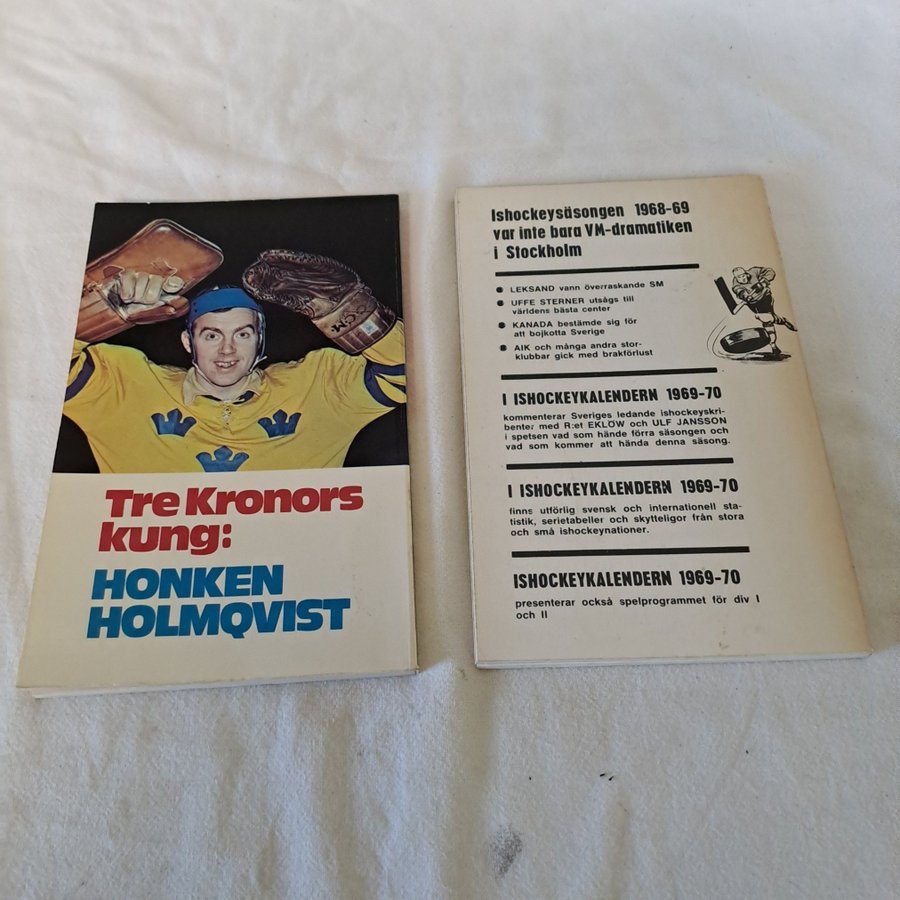 Tre Kronors
kung:
HONKEN
HOLMQVIST
Ishockeysäsongen 1968-69
var inte bara VM-dramatiken
i Stockholm
LEKSAND vann överraskande SM
UFFE STERNER utsågs till
världens bästa center
KANADA bestämde sig för
att bojkotta Sverige
AIK och många andra stor-
klubbar gick med brakförlust
I ISHOCKEYKALENDERN 1969-70
kommenterar Sveriges ledande ishockeyskri-
benter med R:et EKLÖW och ULF JANSSON
i spetsen vad som hände förra säsongen och
vad som kommer att hända denna säsong.
I ISHOCKEYKALENDERN 1969-70
finns utförlig svensk och internationell sta-
tistik, serietabeller och skytteligor från stora
och små ishockeynationer.
ISHOCKEYKALENDERN 1969-70
presenterar också spelprogrammet för div I
och II